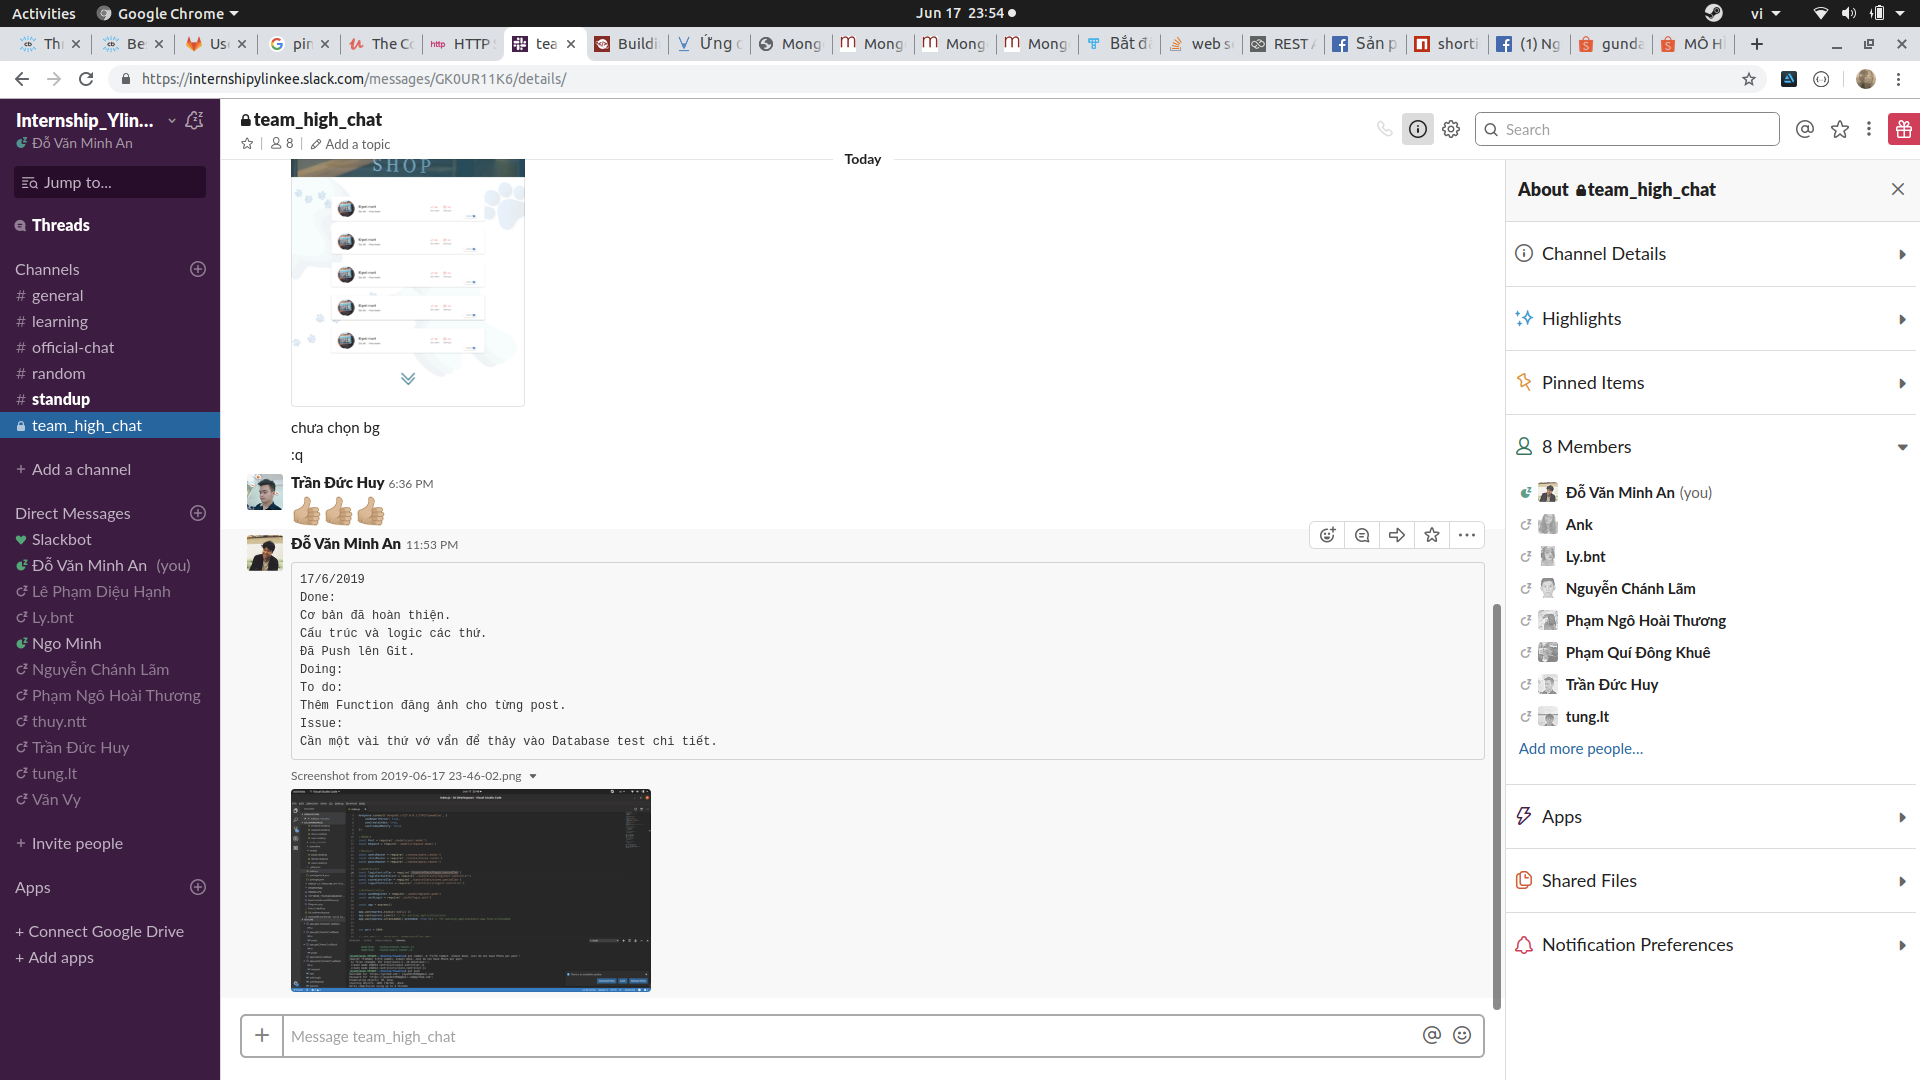 Activities
Google Chrome
Jun 17 23:54
vi
Th
Be
Us
pin
The Co
http HTTP S
tea
Buildi
Ứng d
Mong
Mong
Mong
Mong
Bắt đầ
web se
REST A
Sản p
shorti
(1) Ng
gunda
MÔ H
https://internshipylinkee.slack.com/messages/GK0UR11K6/details/
Internship_Ylin...
Đỗ Văn Minh An
Jump to...
Threads
Channels
# general
# learning
# official-chat
# random
# standup
team_high_chat
+ Add a channel
Direct Messages
Slackbot
Đỗ Văn Minh An (you)
Lê Phạm Diệu Hạnh
Ly.bnt
Ngo Minh
Nguyễn Chánh Lãm
Phạm Ngô Hoài Thương
thuy.ntt
Trần Đức Huy
tung.lt
Văn Vy
+ Invite people
Apps
+ Connect Google Drive
+ Add apps
team_high_chat
8
Add a topic
Search
Today
SHOP
chưa chọn bg
:q
Trần Đức Huy 6:36 PM
Đỗ Văn Minh An 11:53 PM
17/6/2019
Done:
Cơ bản đã hoàn thiện.
Cấu trúc và logic các thứ.
Đã Push lên Git.
Doing:
To do:
Thêm Function đăng ảnh cho từng post.
Issue:
Cần một vài thứ vớ vẩn để thảy vào Database test chi tiết.
Screenshot from 2019-06-17 23-46-02.png
Message team_high_chat
About team_high_chat
Channel Details
Highlights
Pinned Items
8 Members
Đỗ Văn Minh An (you)
Ank
Ly.bnt
Nguyễn Chánh Lãm
Phạm Ngô Hoài Thương
Phạm Quí Đông Khuê
Trần Đức Huy
tung.lt
Add more people...
Apps
Shared Files
Notification Preferences